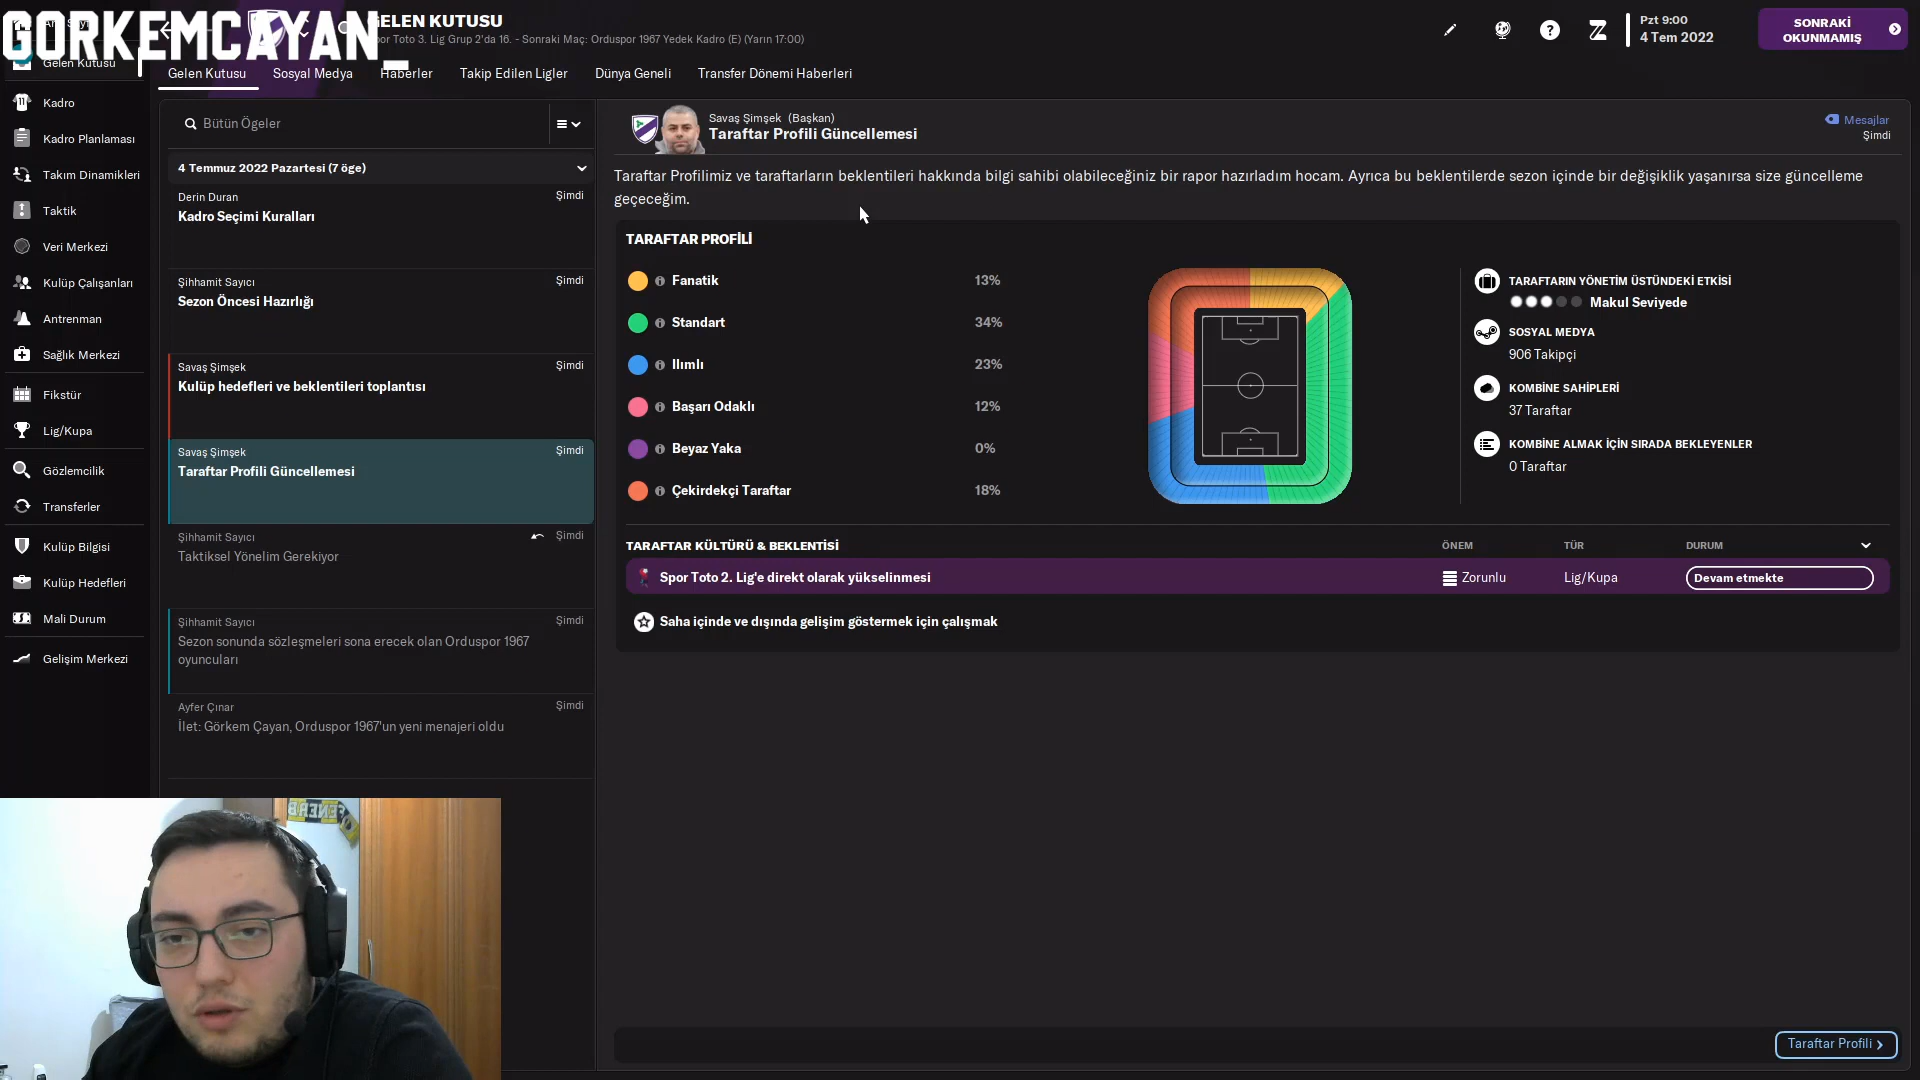 GORKEMCAYAN_
GELEN KUTUSU
Spor Toto 3. Lig Grup 2'da 16. - Sonraki Maç: Orduspor 1967 Yedek Kadro (E) (Yarın 17:00)
Pzt 9:00
4 Tem 2022
SONRAKİ
OKUNMAMIŞ
Gelen Kutusu
Sosyal Medya
Haberler
Takip Edilen Ligler
Dünya Geneli
Transfer Dönemi Haberleri
Gelen Kutusu
Kadro
Kadro Planlaması
Takım Dinamikleri
Taktik
Veri Merkezi
Kulüp Çalışanları
Antrenman
Sağlık Merkezi
Fikstür
Lig/Kupa
Gözlemcilik
Transferler
Kulüp Bilgisi
Kulüp Hedefleri
Mali Durum
Gelişim Merkezi
Bütün Ögeler
4 Temmuz 2022 Pazartesi (7 öge)
Derin Duran Şimdi
Kadro Seçimi Kuralları
Şihhamit Sayıcı Şimdi
Sezon Öncesi Hazırlığı
Savaş Şimşek Şimdi
Kulüp hedefleri ve beklentileri toplantısı
Savaş Şimşek Şimdi
Taraftar Profili Güncellemesi
Şihhamit Sayıcı Şimdi
Taktiksel Yönelim Gerekiyor
Şihhamit Sayıcı Şimdi
Sezon sonunda sözleşmeleri sona erecek olan Orduspor 1967
oyuncuları
Ayfer Çınar Şimdi
İlet: Görkem Çayan, Orduspor 1967'un yeni menajeri oldu
Savaş Şimşek (Başkan)
Taraftar Profili Güncellemesi
Mesajlar
Şimdi
Taraftar Profilimiz ve taraftarların beklentileri hakkında bilgi sahibi olabileceğiniz bir rapor hazırladım hocam. Ayrıca bu beklentilerde sezon içinde bir değişiklik yaşanırsa size güncelleme
geçeceğim.
TARAFTAR PROFİLİ
Fanatik 13%
Standart 34%
Ilımlı 23%
Başarı Odaklı 12%
Beyaz Yaka 0%
Çekirdekçi Taraftar 18%
TARAFTARIN YÖNETİM ÜSTÜNDEKİ ETKİSİ
Makul Seviyede
SOSYAL MEDYA
906 Takipçi
KOMBİNE SAHİPLERİ
37 Taraftar
KOMBİNE ALMAK İÇİN SIRADA BEKLEYENLER
0 Taraftar
TARAFTAR KÜLTÜRÜ & BEKLENTİSİ ÖNEM TÜR DURUM
Spor Toto 2. Lig'e direkt olarak yükselinmesi Zorunlu Lig/Kupa Devam etmekte
Saha içinde ve dışında gelişim göstermek için çalışmak
Taraftar Profili
FENERB